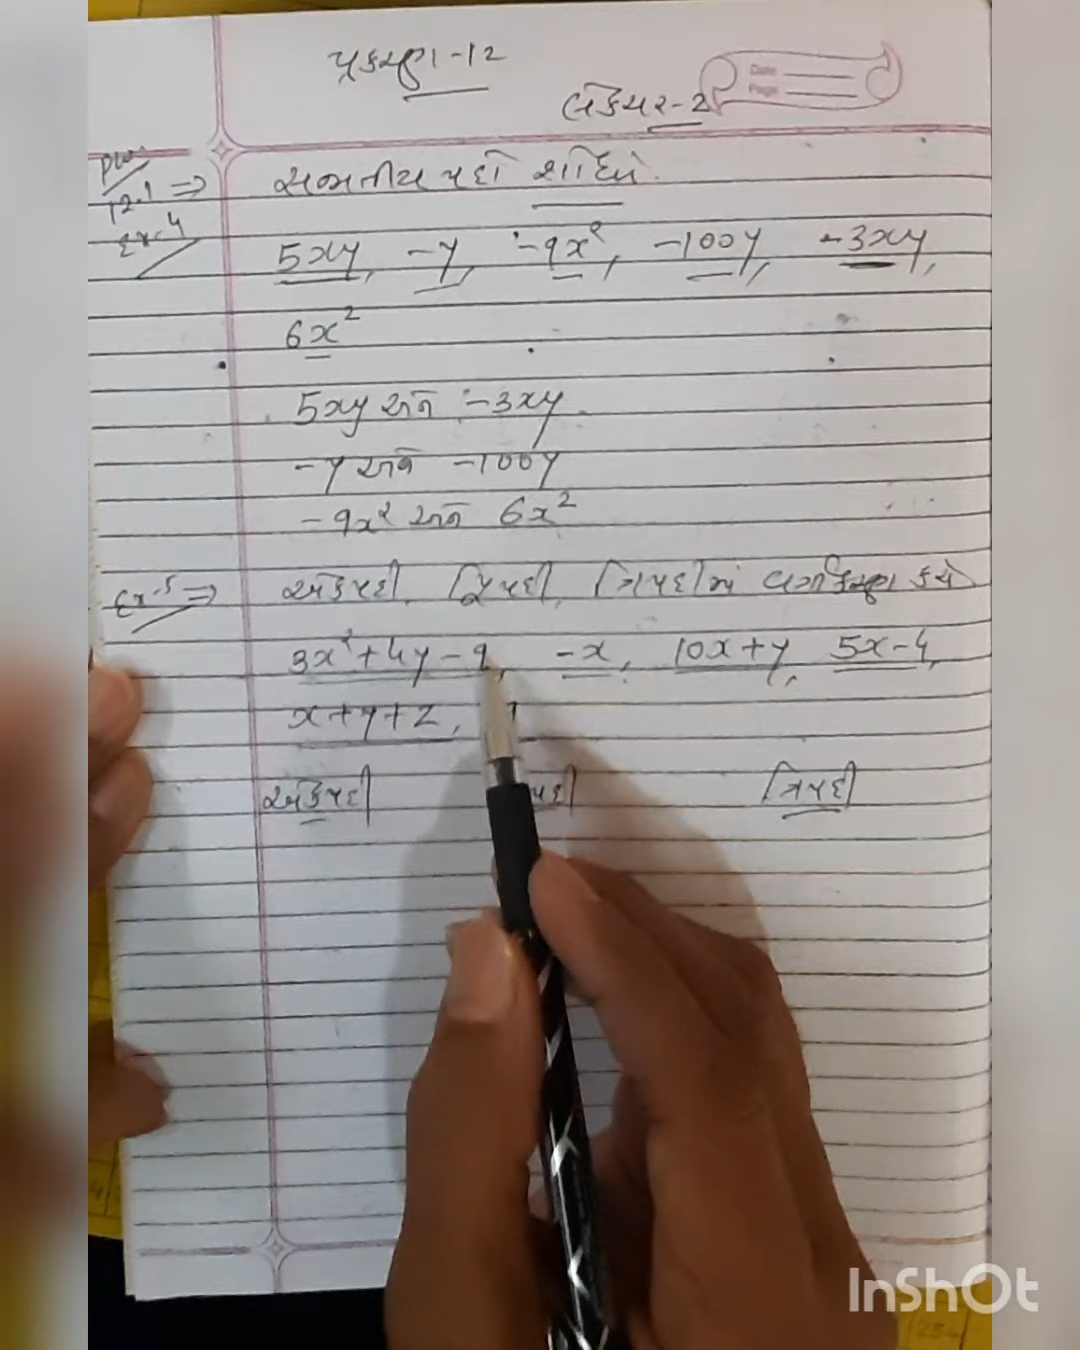 પ્રકરણ-12
લેક્ચર-2
Date
Page
12.1 ⇒ સજાતીય પદો શોધો.
Ex-4
5xy, -y, -9x², -100y, -3xy,
6x²
5xy અને -3xy
-y અને -100y
-9x² અને 6x²
Ex-5 ⇒ એકપદી, દ્વિપદી, ત્રિપદીમાં વર્ગીકરણ કરો
3x²+4y-9, -x, 10x+y, 5x-4,
x+y+z,
એકપદી પદી ત્રિપદી
InShOt